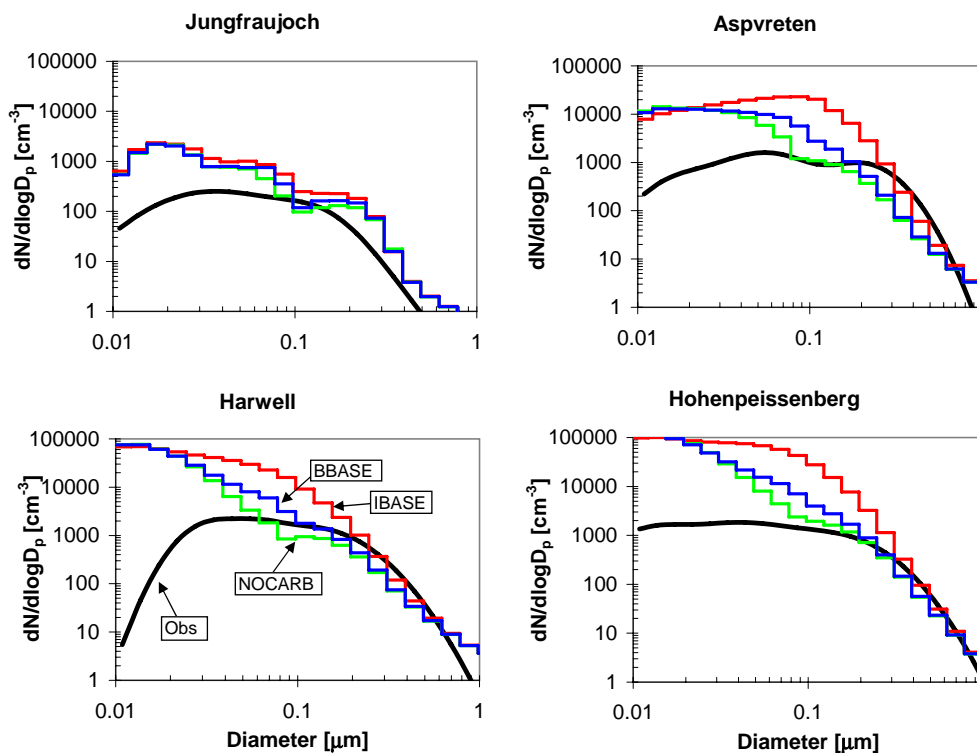 Jungfraujoch
100000
10000
1000
100
10
1
dN/dlogDp [cm-3]
0.01
0.1
1
Aspvreten
100000
10000
1000
100
10
1
dN/dlogDp [cm-3]
0.01
0.1
Harwell
100000
10000
1000
100
10
1
dN/dlogDp [cm-3]
BBASE
IBASE
NOCARB
Obs
0.01
0.1
1
Diameter [µm]
Hohenpeissenberg
100000
10000
1000
100
10
1
dN/dlogDp [cm-3]
0.01
0.1
Diameter [µm]